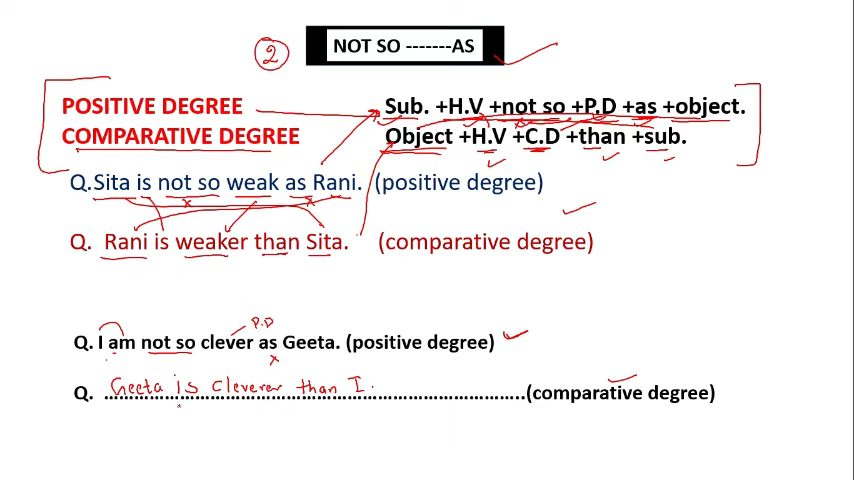 2
NOT SO -------AS
POSITIVE DEGREE Sub. +H.V +not so +P.D +as +object.
COMPARATIVE DEGREE Object +H.V +C.D +than +sub.
Q.Sita is not so weak as Rani. (positive degree)
Q. Rani is weaker than Sita. (comparative degree)
P.D
Q. I am not so clever as Geeta. (positive degree)
Q. Geeta is cleverer than I. (comparative degree)